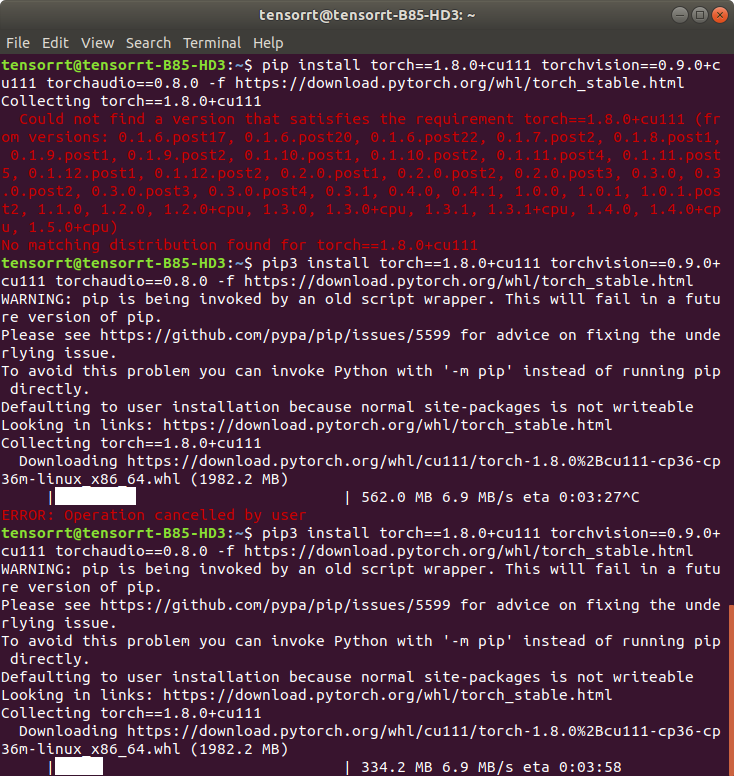 tensorrt@tensorrt-B85-HD3: ~
File Edit View Search Terminal Help
tensorrt@tensorrt-B85-HD3:~$ pip install torch==1.8.0+cu111 torchvision==0.9.0+c
u111 torchaudio==0.8.0 -f https://download.pytorch.org/whl/torch_stable.html
Collecting torch==1.8.0+cu111
  Could not find a version that satisfies the requirement torch==1.8.0+cu111 (fr
om versions: 0.1.6.post17, 0.1.6.post20, 0.1.6.post22, 0.1.7.post2, 0.1.8.post1,
 0.1.9.post1, 0.1.9.post2, 0.1.10.post1, 0.1.10.post2, 0.1.11.post4, 0.1.11.post
5, 0.1.12.post1, 0.1.12.post2, 0.2.0.post1, 0.2.0.post2, 0.2.0.post3, 0.3.0, 0.3
.0.post2, 0.3.0.post3, 0.3.0.post4, 0.3.1, 0.4.0, 0.4.1, 1.0.0, 1.0.1, 1.0.1.pos
t2, 1.1.0, 1.2.0, 1.2.0+cpu, 1.3.0, 1.3.0+cpu, 1.3.1, 1.3.1+cpu, 1.4.0, 1.4.0+cp
u, 1.5.0+cpu)
No matching distribution found for torch==1.8.0+cu111
tensorrt@tensorrt-B85-HD3:~$ pip3 install torch==1.8.0+cu111 torchvision==0.9.0+
cu111 torchaudio==0.8.0 -f https://download.pytorch.org/whl/torch_stable.html
WARNING: pip is being invoked by an old script wrapper. This will fail in a futu
re version of pip.
Please see https://github.com/pypa/pip/issues/5599 for advice on fixing the unde
rlying issue.
To avoid this problem you can invoke Python with '-m pip' instead of running pip
 directly.
Defaulting to user installation because normal site-packages is not writeable
Looking in links: https://download.pytorch.org/whl/torch_stable.html
Collecting torch==1.8.0+cu111
  Downloading https://download.pytorch.org/whl/cu111/torch-1.8.0%2Bcu111-cp36-cp
36m-linux_x86_64.whl (1982.2 MB)
     | | 562.0 MB 6.9 MB/s eta 0:03:27^C
ERROR: Operation cancelled by user
tensorrt@tensorrt-B85-HD3:~$ pip3 install torch==1.8.0+cu111 torchvision==0.9.0+
cu111 torchaudio==0.8.0 -f https://download.pytorch.org/whl/torch_stable.html
WARNING: pip is being invoked by an old script wrapper. This will fail in a futu
re version of pip.
Please see https://github.com/pypa/pip/issues/5599 for advice on fixing the unde
rlying issue.
To avoid this problem you can invoke Python with '-m pip' instead of running pip
 directly.
Defaulting to user installation because normal site-packages is not writeable
Looking in links: https://download.pytorch.org/whl/torch_stable.html
Collecting torch==1.8.0+cu111
  Downloading https://download.pytorch.org/whl/cu111/torch-1.8.0%2Bcu111-cp36-cp
36m-linux_x86_64.whl (1982.2 MB)
     | | 334.2 MB 6.9 MB/s eta 0:03:58